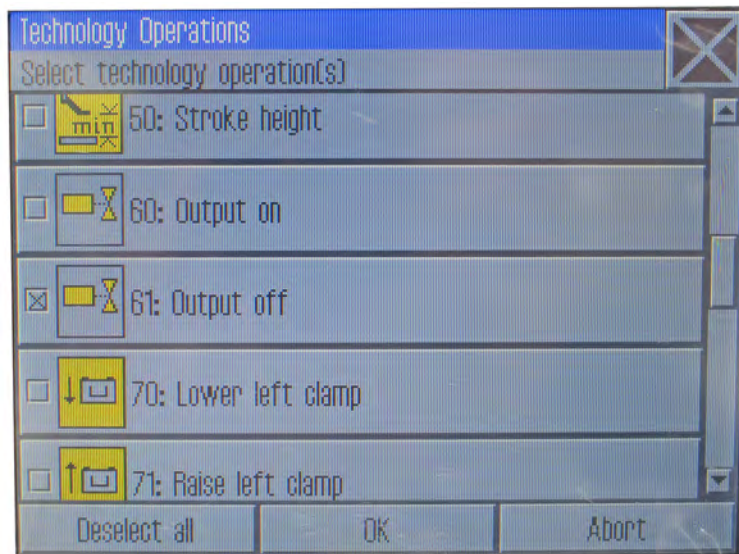 Technology Operations
Select technology operation(s)
min
50: Stroke height
60: Output on
61: Output off
70: Lower left clamp
71: Raise left clamp
Deselect all
OK
Abort